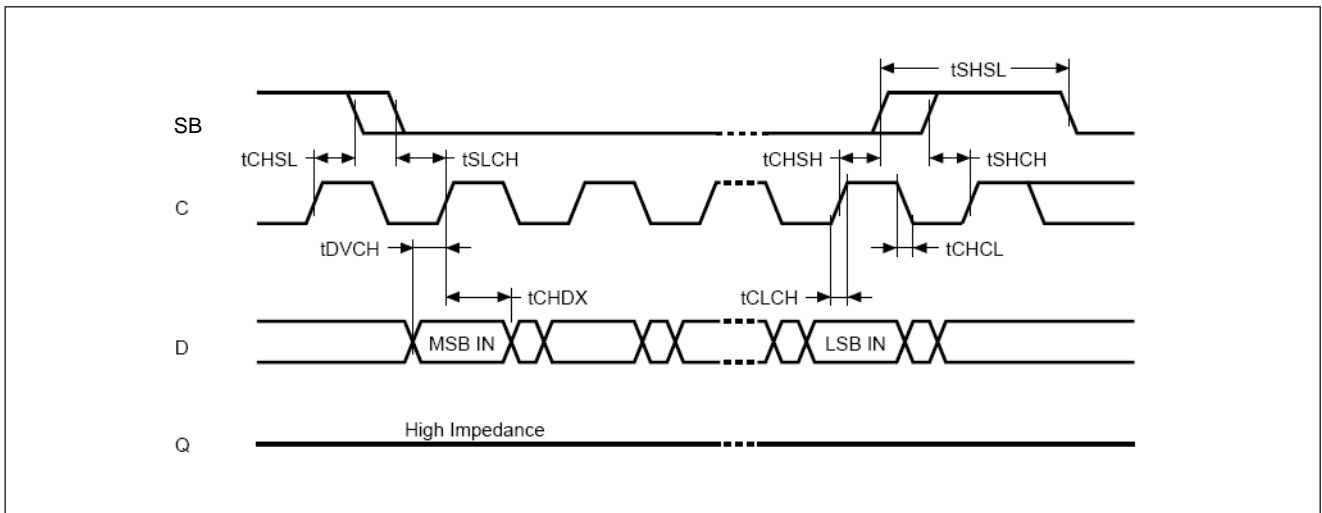 tSHSL
SB
tCHSL
tSLCH
tCHSH
tSHCH
C
tDVCH
tCHCL
tCHDX
tCLCH
D
MSB IN
LSB IN
High Impedance
Q